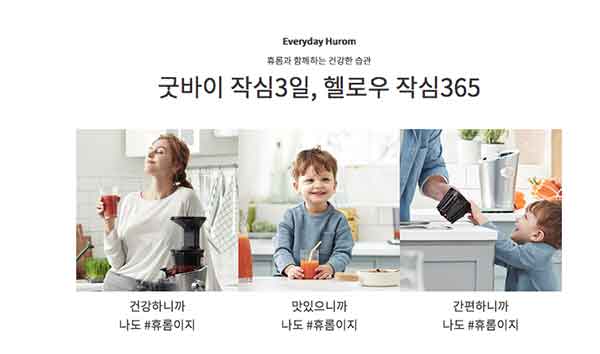 Everyday Hurom
휴롬과 함께하는 건강한 습관
굿바이 작심3일, 헬로우 작심365
건강하니까
나도 #휴롬이지
맛있으니까
나도 #휴롬이지
간편하니까
나도 #휴롬이지